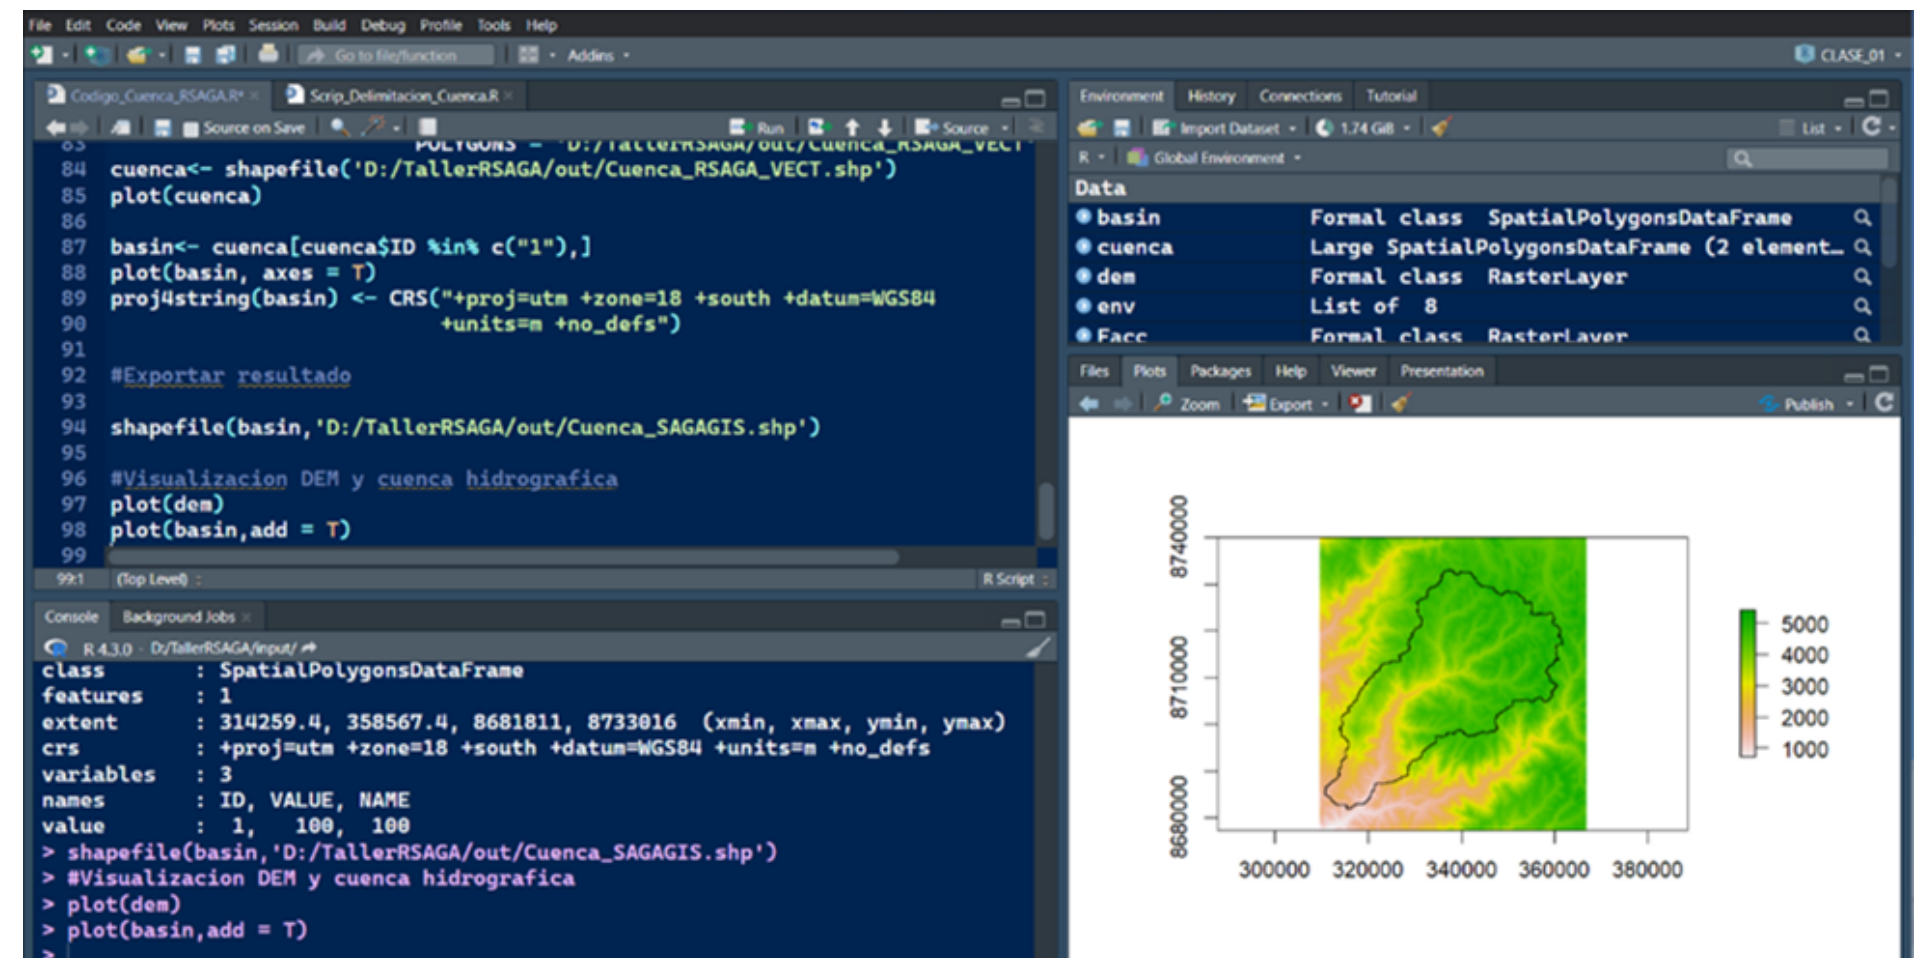 File Edit Code View Plots Session Build Debug Profile Tools Help
Go to file/function Addins CLASE_01
Codigo_Cuenca_RSAGA.R* Scrip_Delimitacion_Cuenca.R
Source on Save Run Source
83 POLYGONS = 'D:/TallerRSAGA/out/Cuenca_RSAGA_VECT'
84 cuenca<- shapefile('D:/TallerRSAGA/out/Cuenca_RSAGA_VECT.shp')
85 plot(cuenca)
86
87 basin<- cuenca[cuenca$ID %in% c("1"),]
88 plot(basin, axes = T)
89 proj4string(basin) <- CRS("+proj=utm +zone=18 +south +datum=WGS84
90 +units=m +no_defs")
91
92 #Exportar resultado
93
94 shapefile(basin,'D:/TallerRSAGA/out/Cuenca_SAGAGIS.shp')
95
96 #Visualizacion DEM y cuenca hidrografica
97 plot(dem)
98 plot(basin,add = T)
99
99:1 (Top Level) R Script
Console Background Jobs
R 4.3.0 · D:/TallerRSAGA/input/
class : SpatialPolygonsDataFrame
features : 1
extent : 314259.4, 358567.4, 8681811, 8733016 (xmin, xmax, ymin, ymax)
crs : +proj=utm +zone=18 +south +datum=WGS84 +units=m +no_defs
variables : 3
names : ID, VALUE, NAME
value : 1, 100, 100
> shapefile(basin,'D:/TallerRSAGA/out/Cuenca_SAGAGIS.shp')
> #Visualizacion DEM y cuenca hidrografica
> plot(dem)
> plot(basin,add = T)
>
Environment History Connections Tutorial
Import Dataset 1.74 GiB List
R Global Environment
Data
basin Formal class SpatialPolygonsDataFrame
cuenca Large SpatialPolygonsDataFrame (2 element…
dem Formal class RasterLayer
env List of 8
Facc Formal class RasterLayer
Files Plots Packages Help Viewer Presentation
Zoom Export Publish
8740000
8710000
8680000
300000 320000 340000 360000 380000
5000
4000
3000
2000
1000